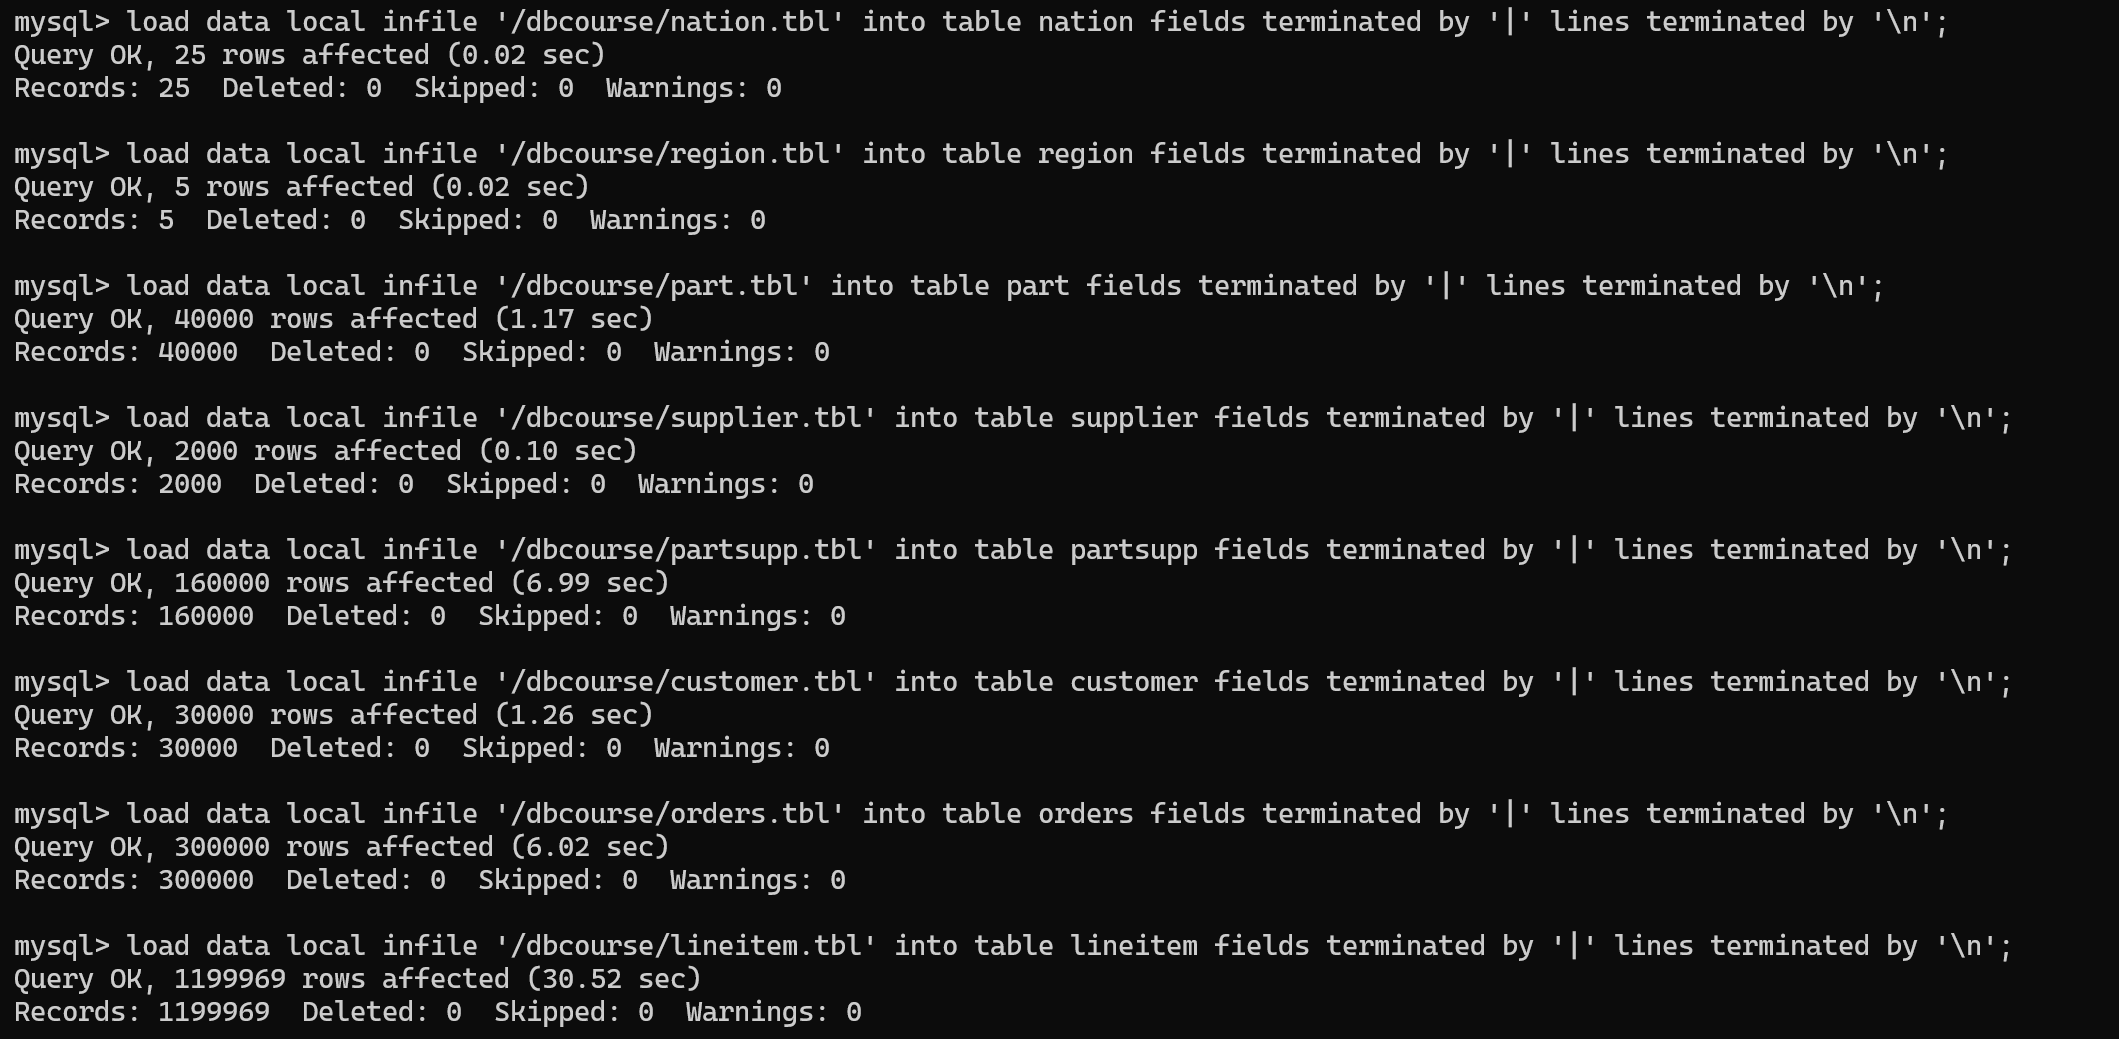 mysql> load data local infile '/dbcourse/nation.tbl' into table nation fields terminated by '|' lines terminated by '\n';
Query OK, 25 rows affected (0.02 sec)
Records: 25  Deleted: 0  Skipped: 0  Warnings: 0

mysql> load data local infile '/dbcourse/region.tbl' into table region fields terminated by '|' lines terminated by '\n';
Query OK, 5 rows affected (0.02 sec)
Records: 5  Deleted: 0  Skipped: 0  Warnings: 0

mysql> load data local infile '/dbcourse/part.tbl' into table part fields terminated by '|' lines terminated by '\n';
Query OK, 40000 rows affected (1.17 sec)
Records: 40000  Deleted: 0  Skipped: 0  Warnings: 0

mysql> load data local infile '/dbcourse/supplier.tbl' into table supplier fields terminated by '|' lines terminated by '\n';
Query OK, 2000 rows affected (0.10 sec)
Records: 2000  Deleted: 0  Skipped: 0  Warnings: 0

mysql> load data local infile '/dbcourse/partsupp.tbl' into table partsupp fields terminated by '|' lines terminated by '\n';
Query OK, 160000 rows affected (6.99 sec)
Records: 160000  Deleted: 0  Skipped: 0  Warnings: 0

mysql> load data local infile '/dbcourse/customer.tbl' into table customer fields terminated by '|' lines terminated by '\n';
Query OK, 30000 rows affected (1.26 sec)
Records: 30000  Deleted: 0  Skipped: 0  Warnings: 0

mysql> load data local infile '/dbcourse/orders.tbl' into table orders fields terminated by '|' lines terminated by '\n';
Query OK, 300000 rows affected (6.02 sec)
Records: 300000  Deleted: 0  Skipped: 0  Warnings: 0

mysql> load data local infile '/dbcourse/lineitem.tbl' into table lineitem fields terminated by '|' lines terminated by '\n';
Query OK, 1199969 rows affected (30.52 sec)
Records: 1199969  Deleted: 0  Skipped: 0  Warnings: 0